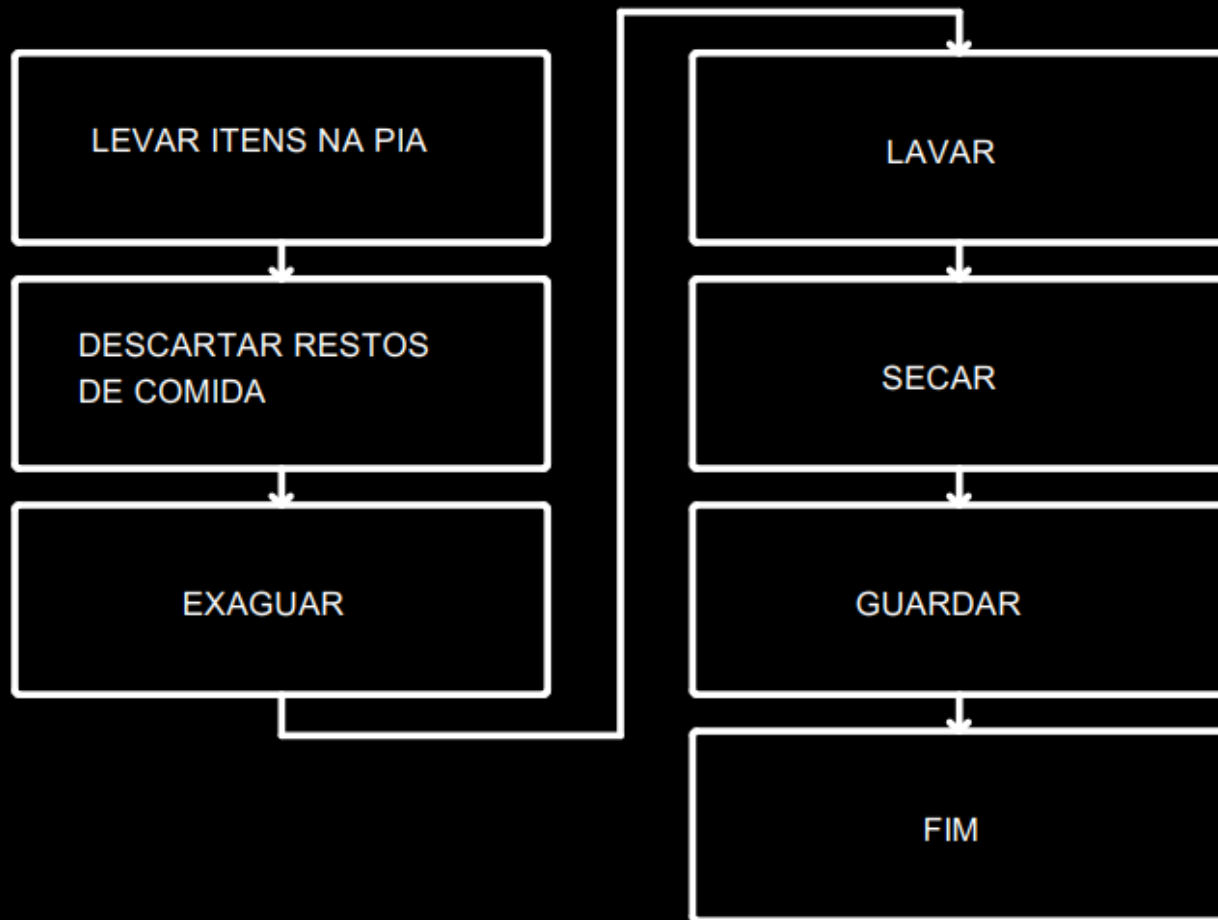 LEVAR ITENS NA PIA
DESCARTAR RESTOS
DE COMIDA
EXAGUAR
LAVAR
SECAR
GUARDAR
FIM